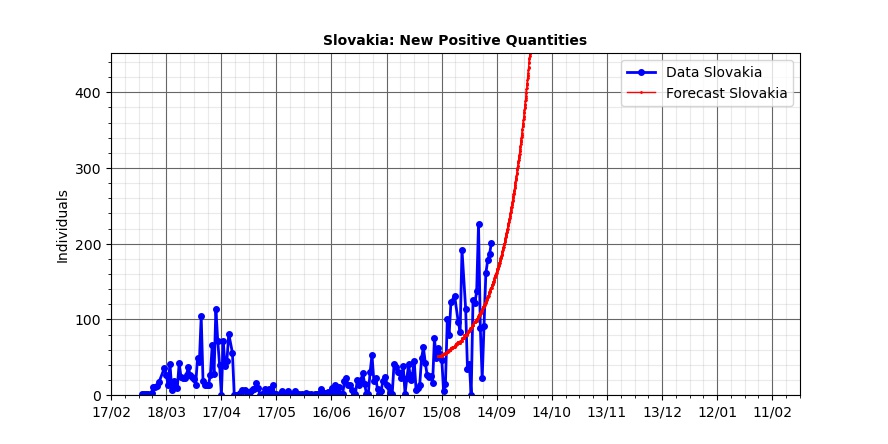 Slovakia: New Positive Quantities
Data Slovakia
Forecast Slovakia
Individuals
400
300
200
100
0
17/02 18/03 17/04 17/05 16/06 16/07 15/08 14/09 14/10 13/11 13/12 12/01 11/02